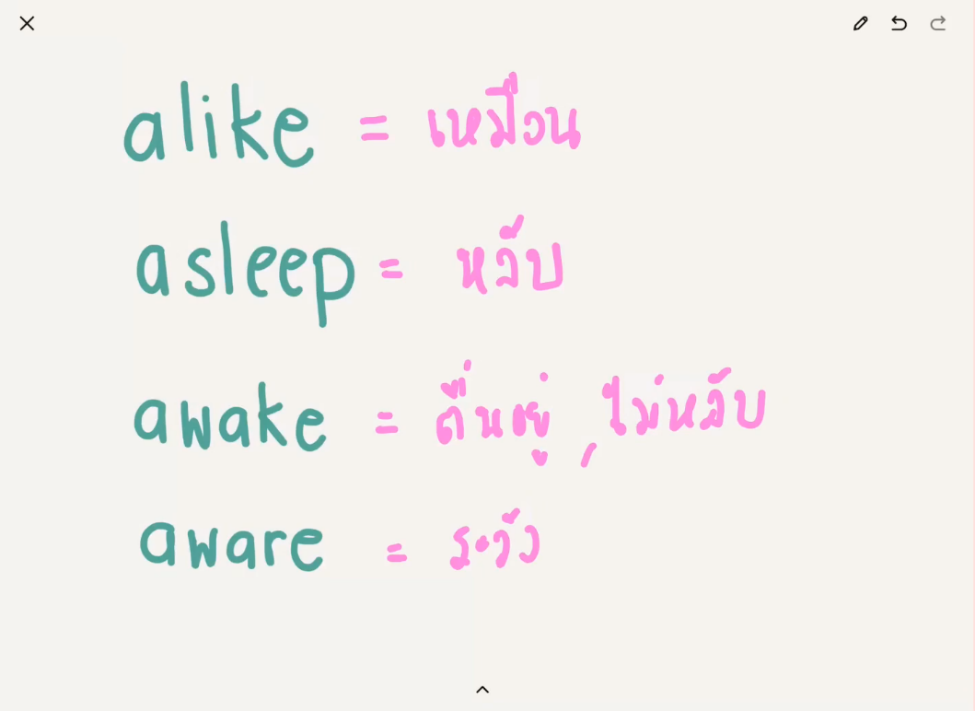 alike = เหมือน
asleep = หลับ
awake = ตื่นอยู่ , ไม่หลับ
aware = ระวัง